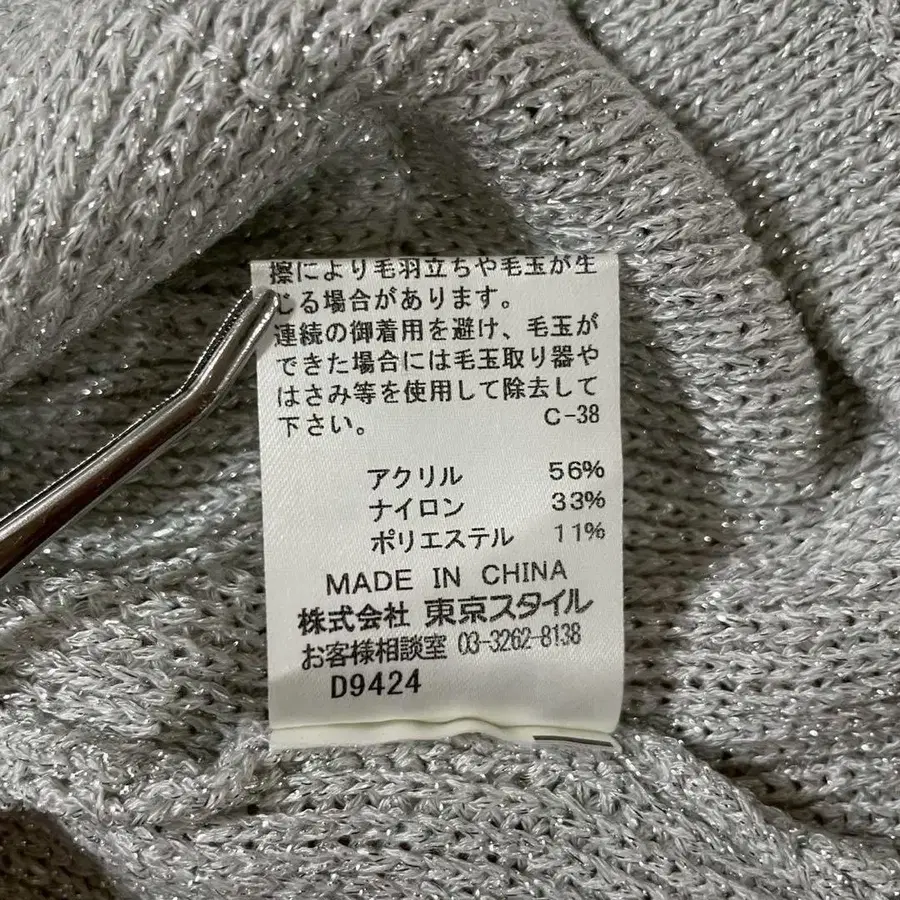 擦により毛羽立ちや毛玉が生
じる場合があります。
連続の御着用を避け、毛玉が
できた場合には毛玉取り器や
はさみ等を使用して除去して
下さい。 C-38
アクリル 56%
ナイロン 33%
ポリエステル 11%
MADE IN CHINA
株式会社 東京スタイル
お客様相談室 03-3262-8138
D9424